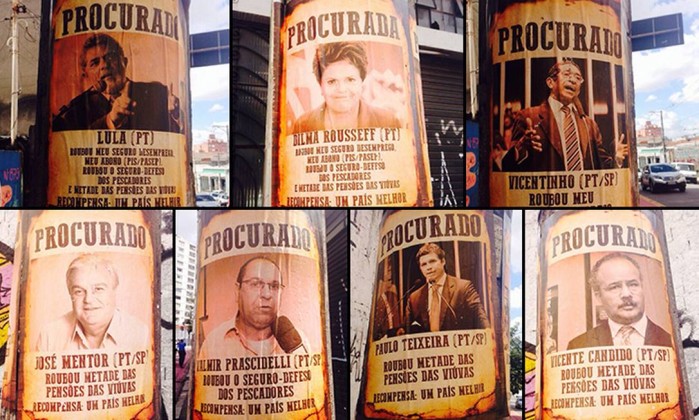 PROCURADO
LULA (PT)
ROUBOU MEU SEGURO DESEMPREGO,
MEU ABONO (PIS/PASEP),
ROUBOU O SEGURO-DEFESO
DOS PESCADORES
E METADE DAS PENSÕES DAS VIÚVAS
RECOMPENSA: UM PAÍS MELHOR
PROCURADA
DILMA ROUSSEFF (PT)
ROUBOU MEU SEGURO DESEMPREGO,
MEU ABONO (PIS/PASEP),
ROUBOU O SEGURO-DEFESO
DOS PESCADORES
E METADE DAS PENSÕES DAS VIÚVAS
RECOMPENSA: UM PAÍS MELHOR
PROCURADO
VICENTINHO (PT/SP)
ROUBOU MEU
PROCURADO
JOSÉ MENTOR (PT/SP)
ROUBOU METADE DAS
PENSÕES DAS VIÚVAS
RECOMPENSA: UM PAÍS MELHOR
PROCURADO
VALMIR PRASCIDELLI (PT/SP)
ROUBOU O SEGURO-DEFESO
DOS PESCADORES
RECOMPENSA: UM PAÍS MELHOR
PROCURADO
PAULO TEIXEIRA (PT/SP)
ROUBOU METADE DAS
PENSÕES DAS VIÚVAS
RECOMPENSA: UM PAÍS MELHOR
PROCURADO
VICENTE CANDIDO (PT/SP)
ROUBOU METADE DAS
PENSÕES DAS VIÚVAS
RECOMPENSA: UM PAÍS MELHOR